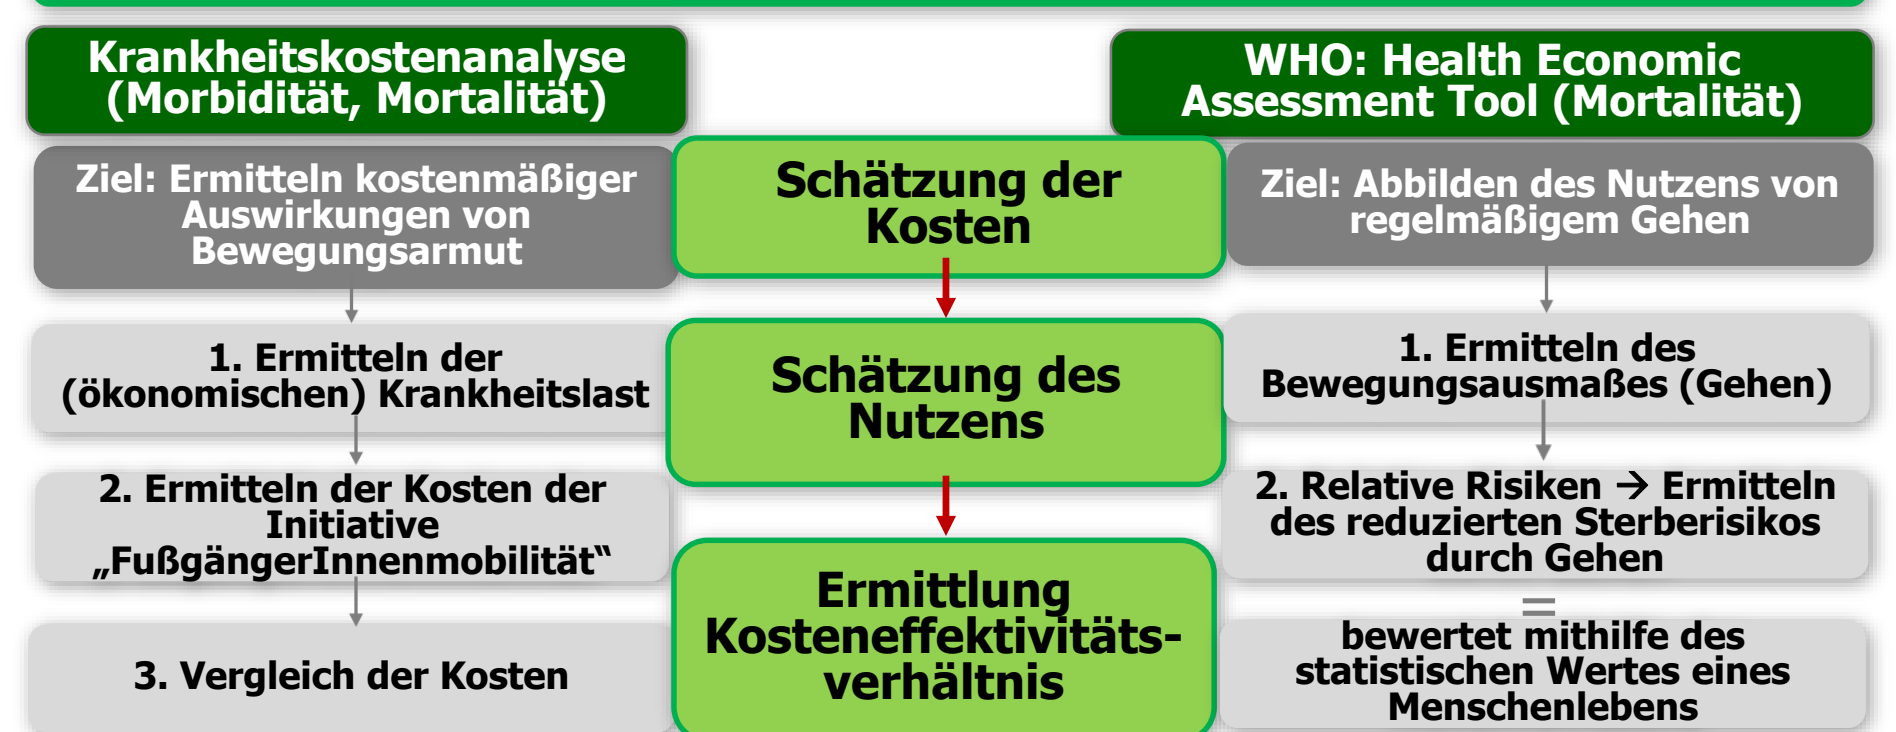 Krankheitskostenanalyse
(Morbidität, Mortalität)
Ziel: Ermitteln kostenmäßiger
Auswirkungen von
Bewegungsarmut
1. Ermitteln der
(ökonomischen) Krankheitslast
2. Ermitteln der Kosten der
Initiative
„FußgängerInnenmobilität“
3. Vergleich der Kosten
Schätzung der
Kosten
Schätzung des
Nutzens
Ermittlung
Kosteneffektivitäts-
verhältnis
WHO: Health Economic
Assessment Tool (Mortalität)
Ziel: Abbilden des Nutzens von
regelmäßigem Gehen
1. Ermitteln des
Bewegungsausmaßes (Gehen)
2. Relative Risiken → Ermitteln
des reduzierten Sterberisikos
durch Gehen
=
bewertet mithilfe des
statistischen Wertes eines
Menschenlebens